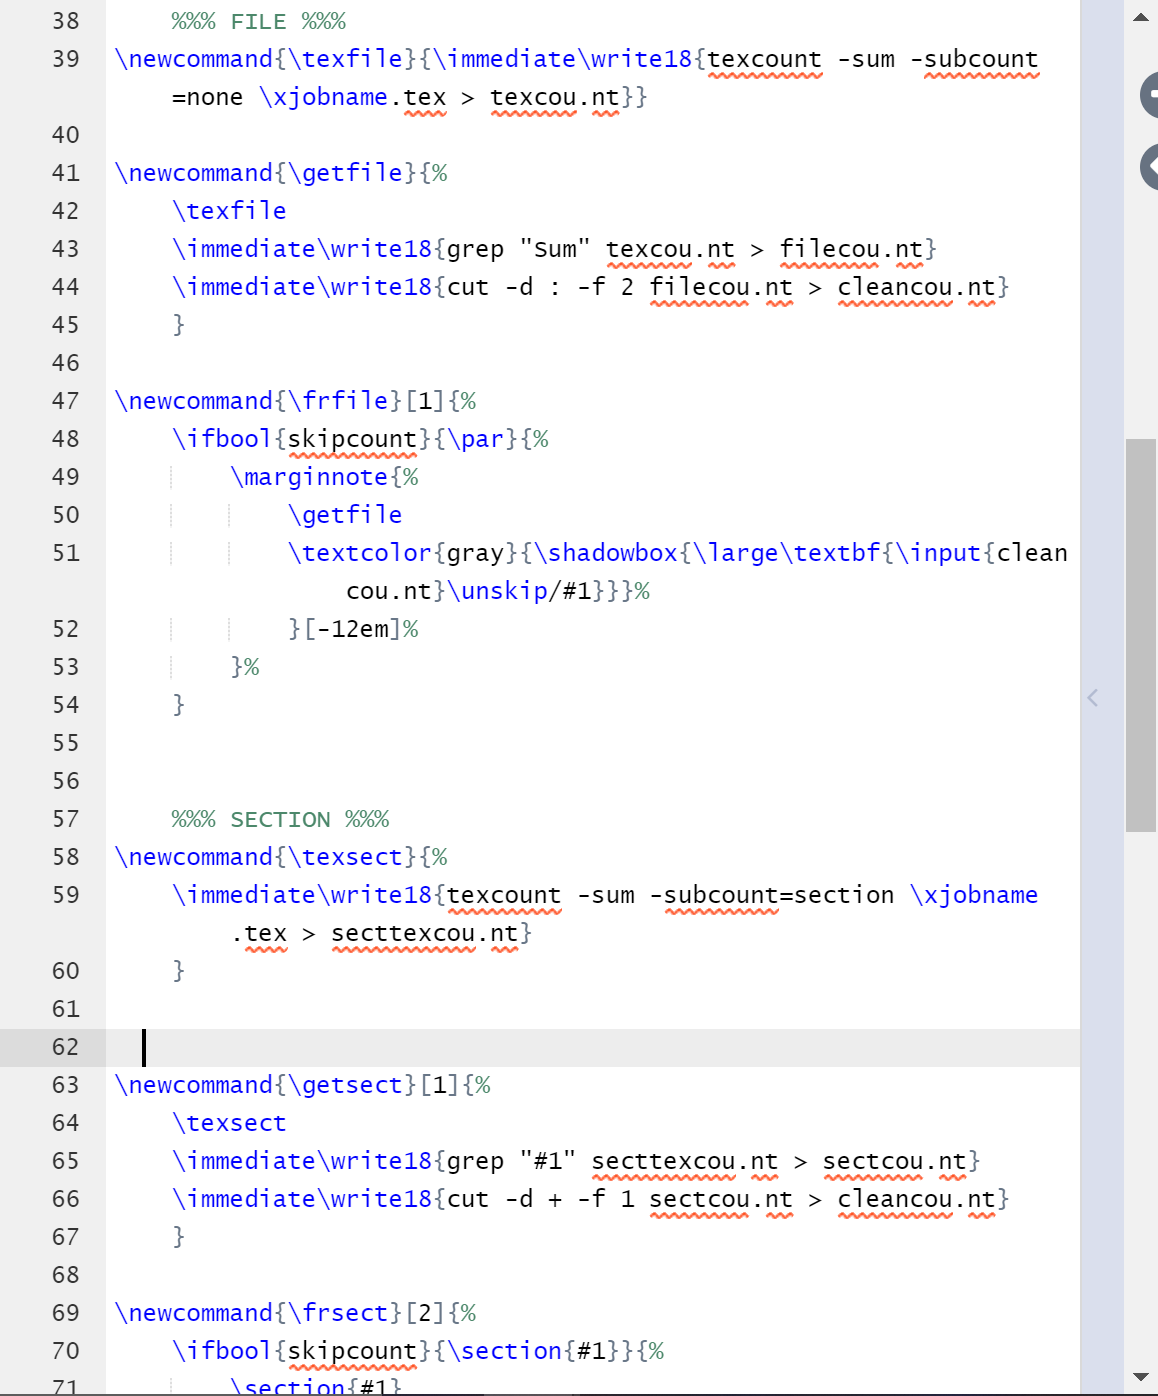 38 %%% FILE %%%
39 \newcommand{\texfile}{\immediate\write18{texcount -sum -subcount
=none \xjobname.tex > texcou.nt}}
40
41 \newcommand{\getfile}{%
42 \texfile
43 \immediate\write18{grep "Sum" texcou.nt > filecou.nt}
44 \immediate\write18{cut -d : -f 2 filecou.nt > cleancou.nt}
45 }
46
47 \newcommand{\frfile}[1]{%
48 \ifbool{skipcount}{\par}{%
49 \marginnote{%
50 \getfile
51 \textcolor{gray}{\shadowbox{\large\textbf{\input{clean
cou.nt}\unskip/#1}}}%
52 }[-12em]%
53 }%
54 }
55
56
57 %%% SECTION %%%
58 \newcommand{\texsect}{%
59 \immediate\write18{texcount -sum -subcount=section \xjobname
.tex > secttexcou.nt}
60 }
61
62
63 \newcommand{\getsect}[1]{%
64 \texsect
65 \immediate\write18{grep "#1" secttexcou.nt > sectcou.nt}
66 \immediate\write18{cut -d + -f 1 sectcou.nt > cleancou.nt}
67 }
68
69 \newcommand{\frsect}[2]{%
70 \ifbool{skipcount}{\section{#1}}{%
71 \section{#1}